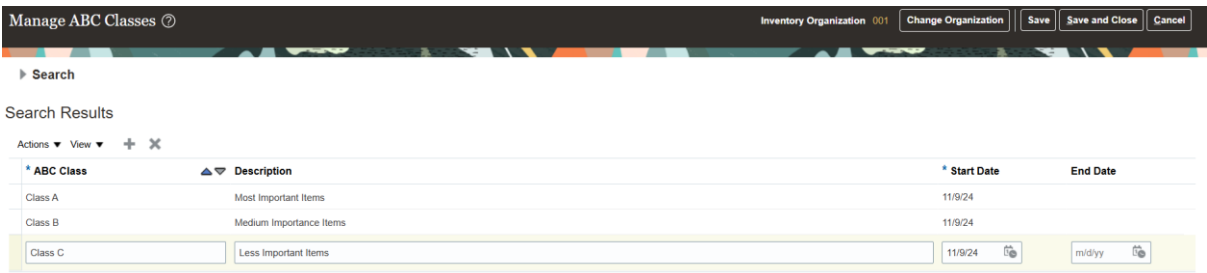 Manage ABC Classes ? Inventory Organization 001 Change Organization Save Save and Close Cancel
Search
Search Results
Actions View
* ABC Class Description * Start Date End Date
Class A Most Important Items 11/9/24
Class B Medium Importance Items 11/9/24
Class C Less Important Items 11/9/24 m/d/yy